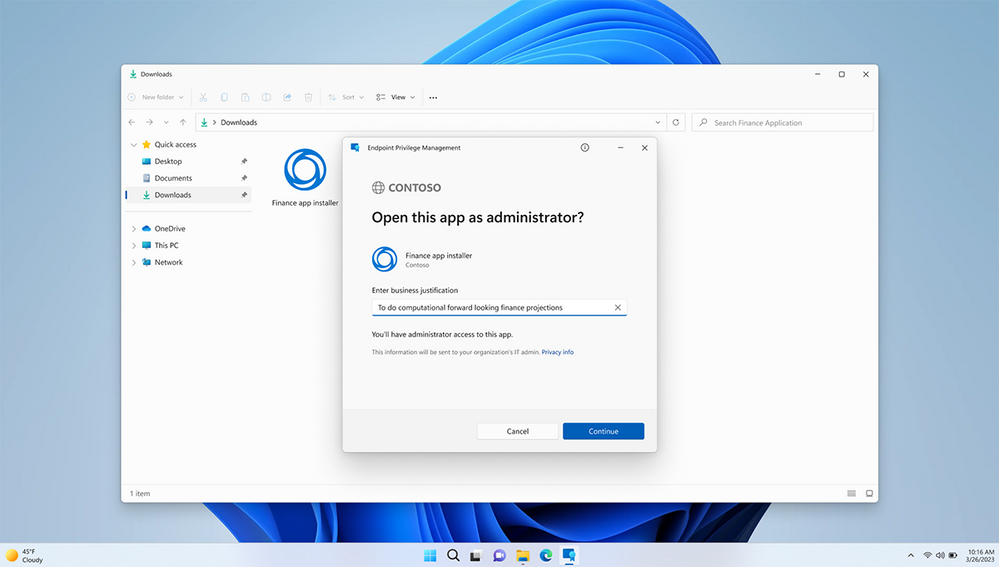 Downloads
New folder
Sort
View
Downloads
Search Finance Application
Quick access
Desktop
Documents
Downloads
OneDrive
This PC
Network
Finance app installer
1 item
Endpoint Privilege Management
CONTOSO
Open this app as administrator?
Finance app installer
Contoso
Enter business justification
To do computational forward looking finance projections
You'll have administrator access to this app.
This information will be sent to your organization's IT admin. Privacy info
Cancel
Continue
45°F
Cloudy
10:16 AM
3/26/2023